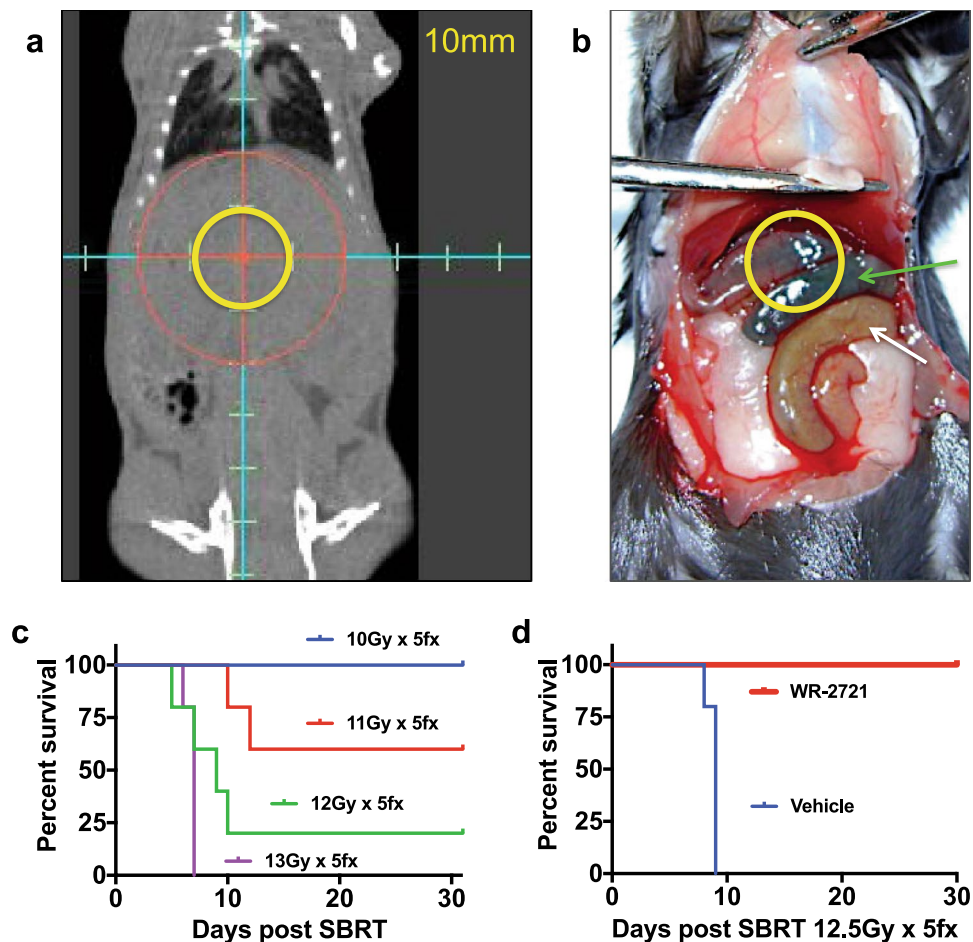 a
10mm
b
c
Percent survival
100
75
50
25
0
0
10
20
30
Days post SBRT
10Gy x 5fx
11Gy x 5fx
12Gy x 5fx
13Gy x 5fx
d
Percent survival
100
75
50
25
0
0
10
20
30
Days post SBRT 12.5Gy x 5fx
WR-2721
Vehicle